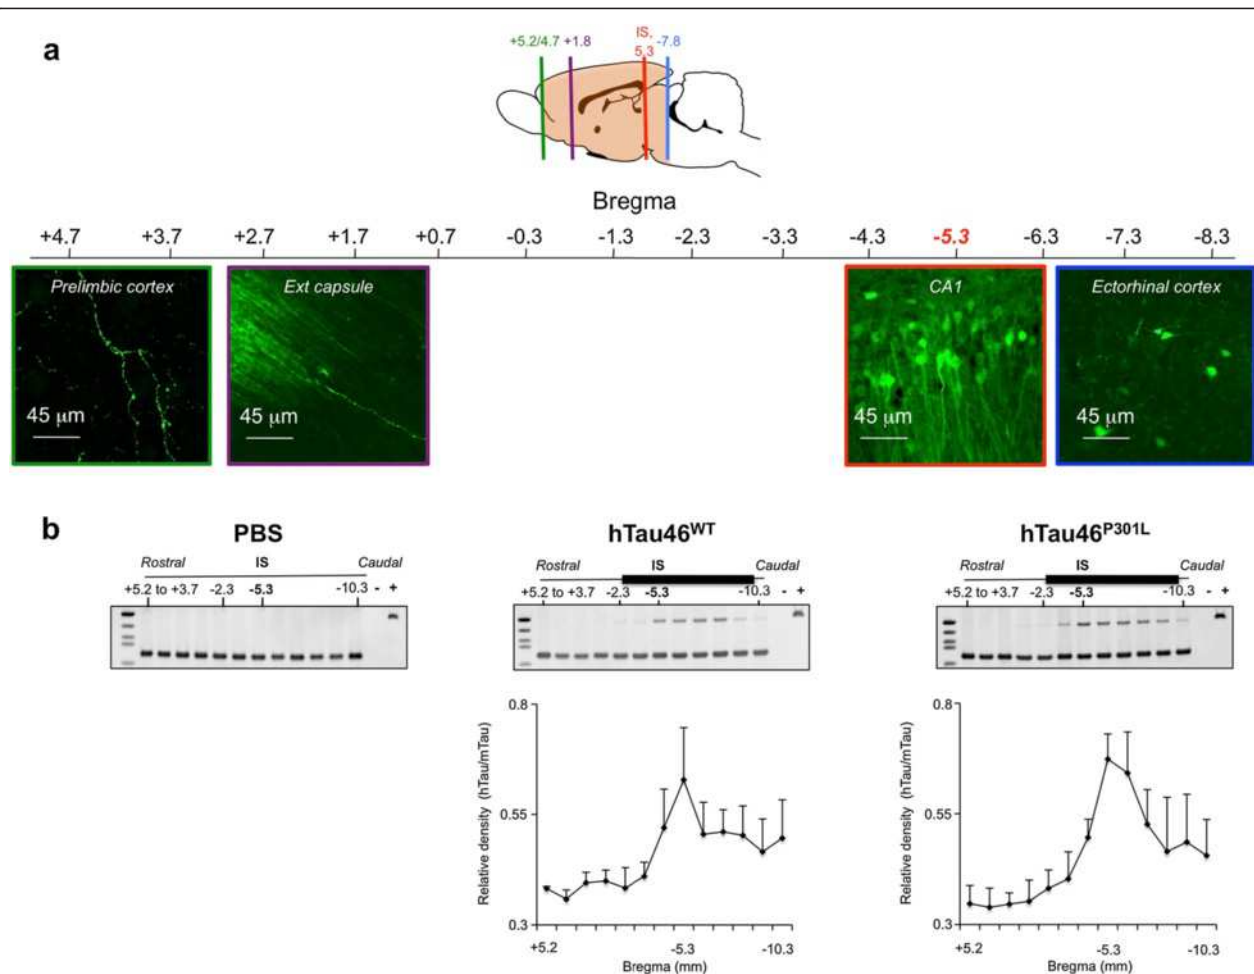 a
+5.2/4.7 +1.8 IS, 5.3 -7.8
Bregma
+4.7 +3.7 +2.7 +1.7 +0.7 -0.3 -1.3 -2.3 -3.3 -4.3 -5.3 -6.3 -7.3 -8.3
Prelimbic cortex Ext capsule CA1 Ectorhinal cortex
45 µm 45 µm 45 µm 45 µm
b
PBS hTau46WT hTau46P301L
Rostral IS Caudal Rostral IS Caudal Rostral IS Caudal
+5.2 to +3.7 -2.3 -5.3 -10.3 - + +5.2 to +3.7 -2.3 -5.3 -10.3 - + +5.2 to +3.7 -2.3 -5.3 -10.3 - +
Relative density (hTau/mTau)
0.8
0.55
0.3
+5.2 -5.3 -10.3
Bregma (mm)
Relative density (hTau/mTau)
0.8
0.55
0.3
+5.2 -5.3 -10.3
Bregma (mm)